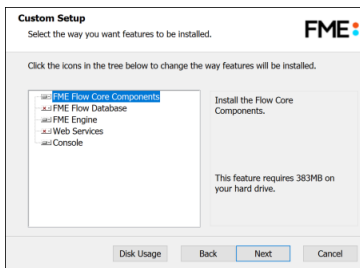 Custom Setup
Select the way you want features to be installed.
FME
Click the icons in the tree below to change the way features will be installed.
FME Flow Core Components
FME Flow Database
FME Engine
Web Services
Console
Install the Flow Core
Components.
This feature requires 383MB on
your hard drive.
Disk Usage
Back
Next
Cancel